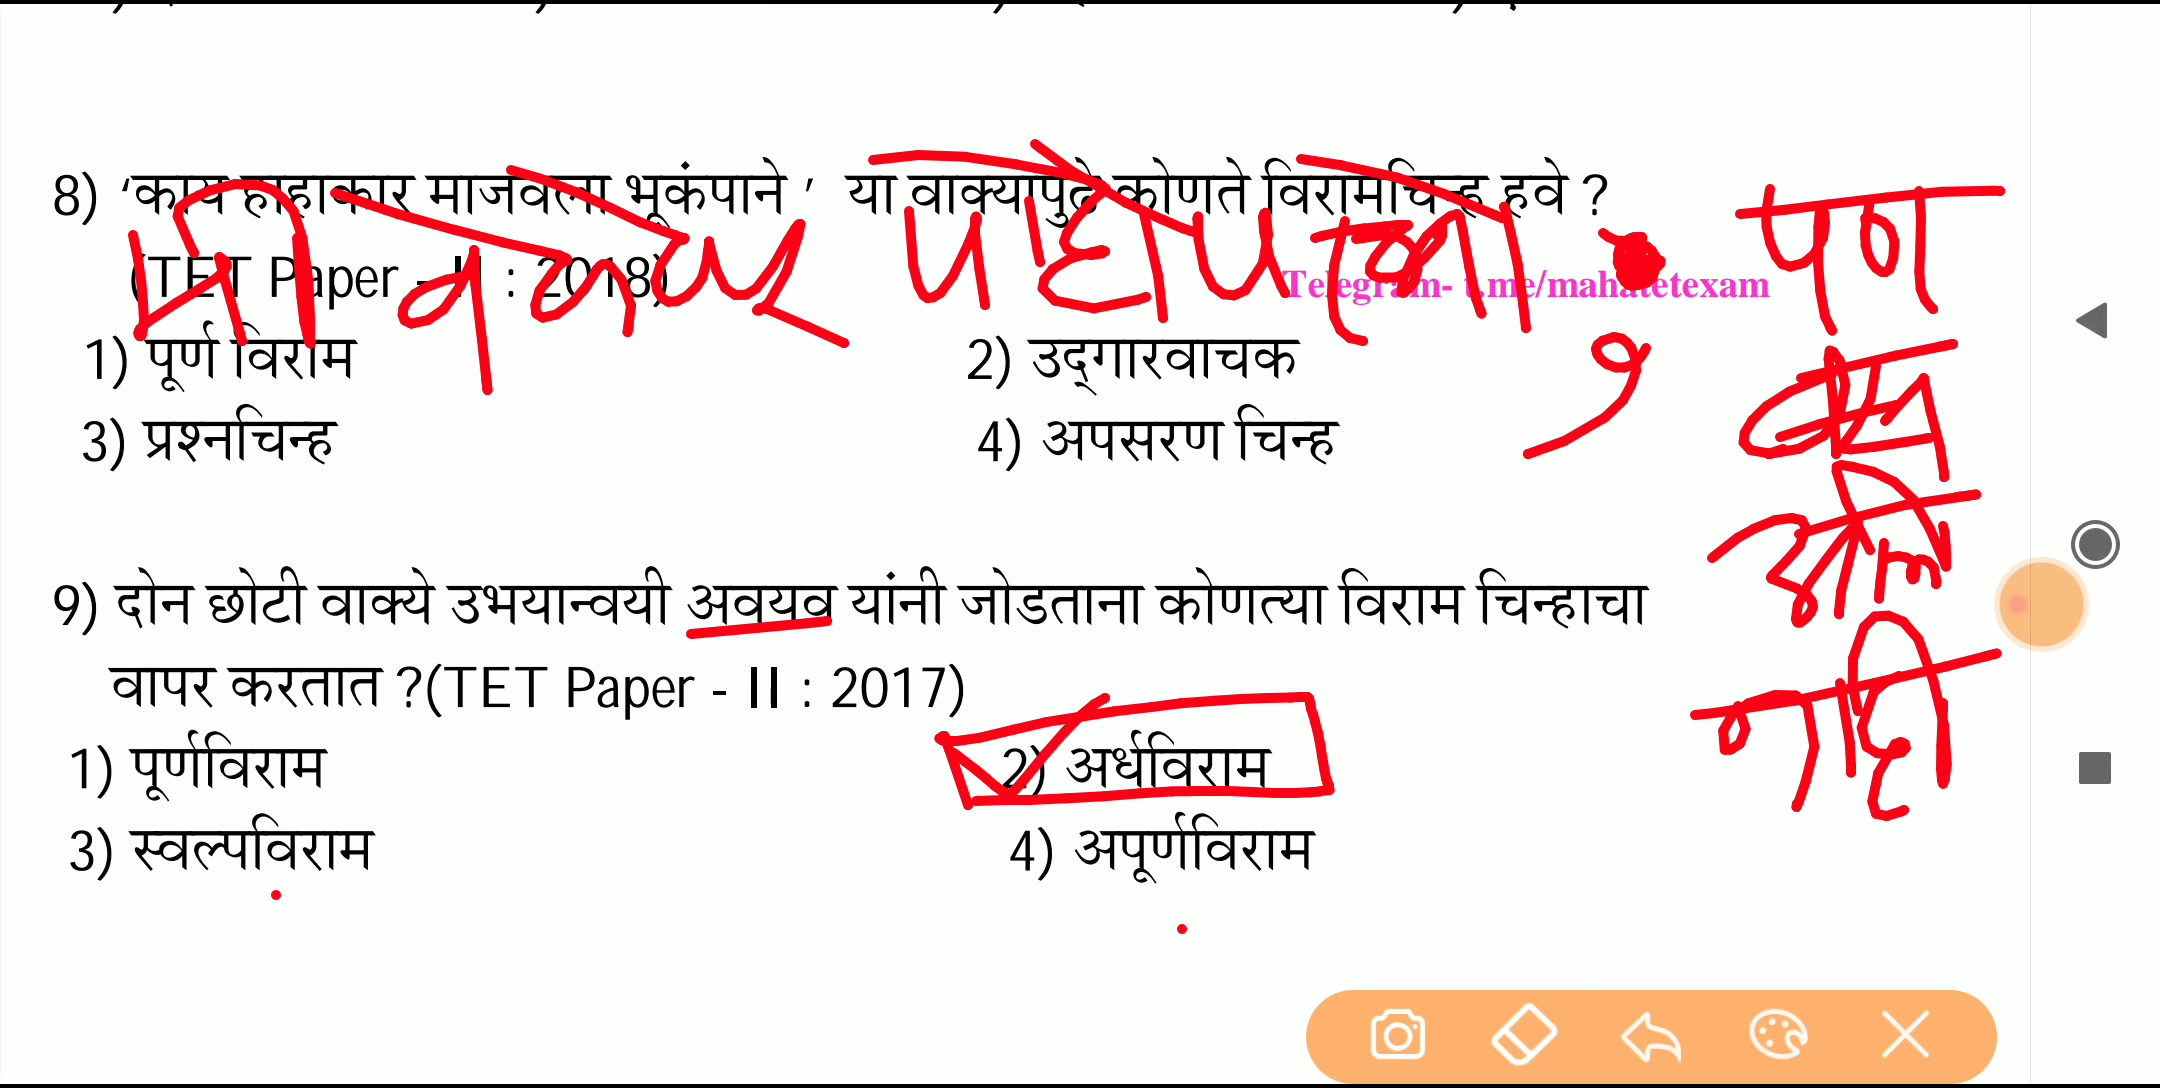 8) ‘काय हाहाकार माजवला भूकंपाने ’ या वाक्यापुढे कोणते विरामचिन्ह हवे ?
(TET Paper - II : 2018)
Telegram- t.me/mahatetexam
1) पूर्ण विराम 2) उद्‌गारवाचक
3) प्रश्नचिन्ह 4) अपसरण चिन्ह
पण
9) दोन छोटी वाक्ये उभयान्वयी अवयव यांनी जोडताना कोणत्या विराम चिन्हाचा
वापर करतात ?(TET Paper - II : 2017)
1) पूर्णविराम 2) अर्धविराम
3) स्वल्पविराम 4) अपूर्णविराम